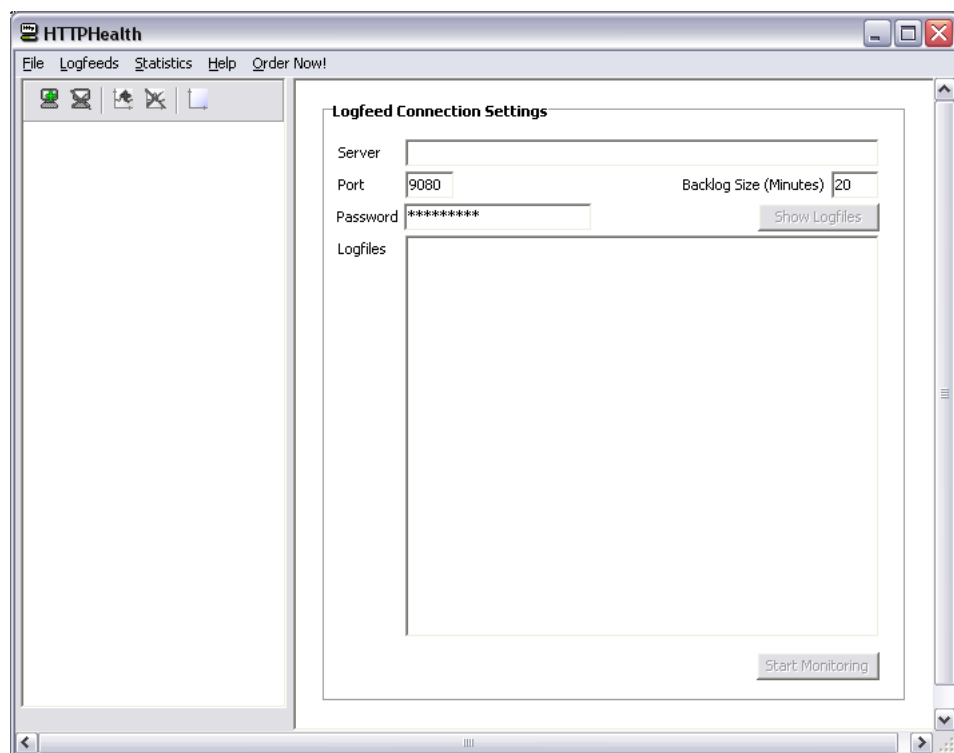 HTTPHealth
File Logfeeds Statistics Help Order Now!
Logfeed Connection Settings
Server
Port 9080 Backlog Size (Minutes) 20
Password ********* Show Logfiles
Logfiles
Start Monitoring